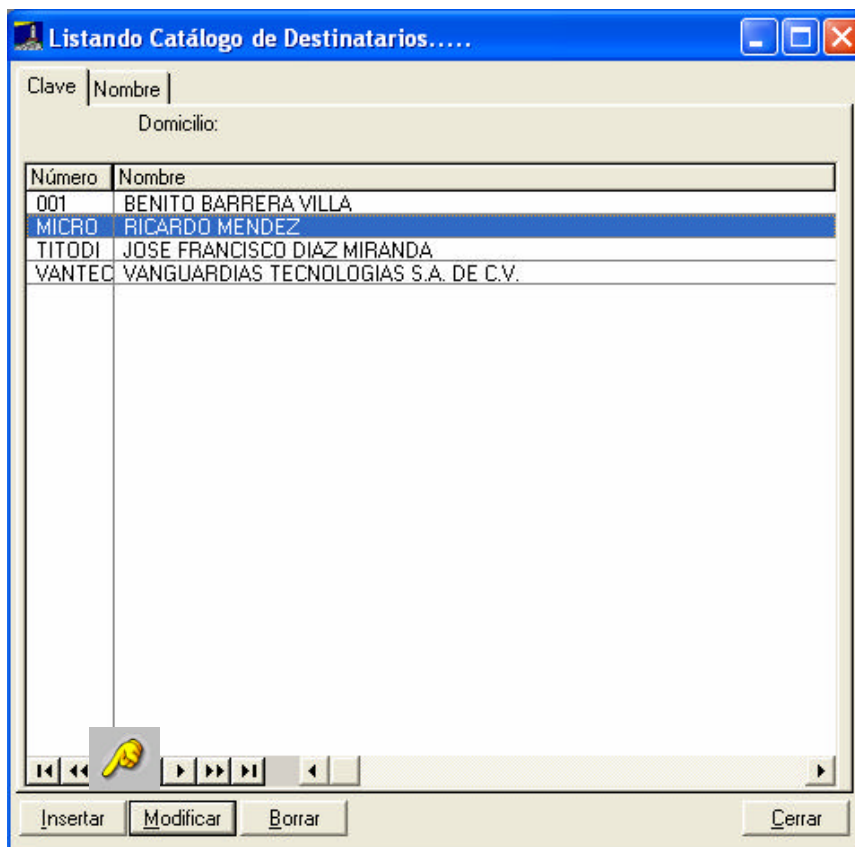 Listando Catálogo de Destinatarios.....
Clave Nombre
Domicilio:
Número Nombre
001 BENITO BARRERA VILLA
MICRO RICARDO MENDEZ
TITODI JOSE FRANCISCO DIAZ MIRANDA
VANTEC VANGUARDIAS TECNOLOGIAS S.A. DE C.V.
Insertar Modificar Borrar Cerrar